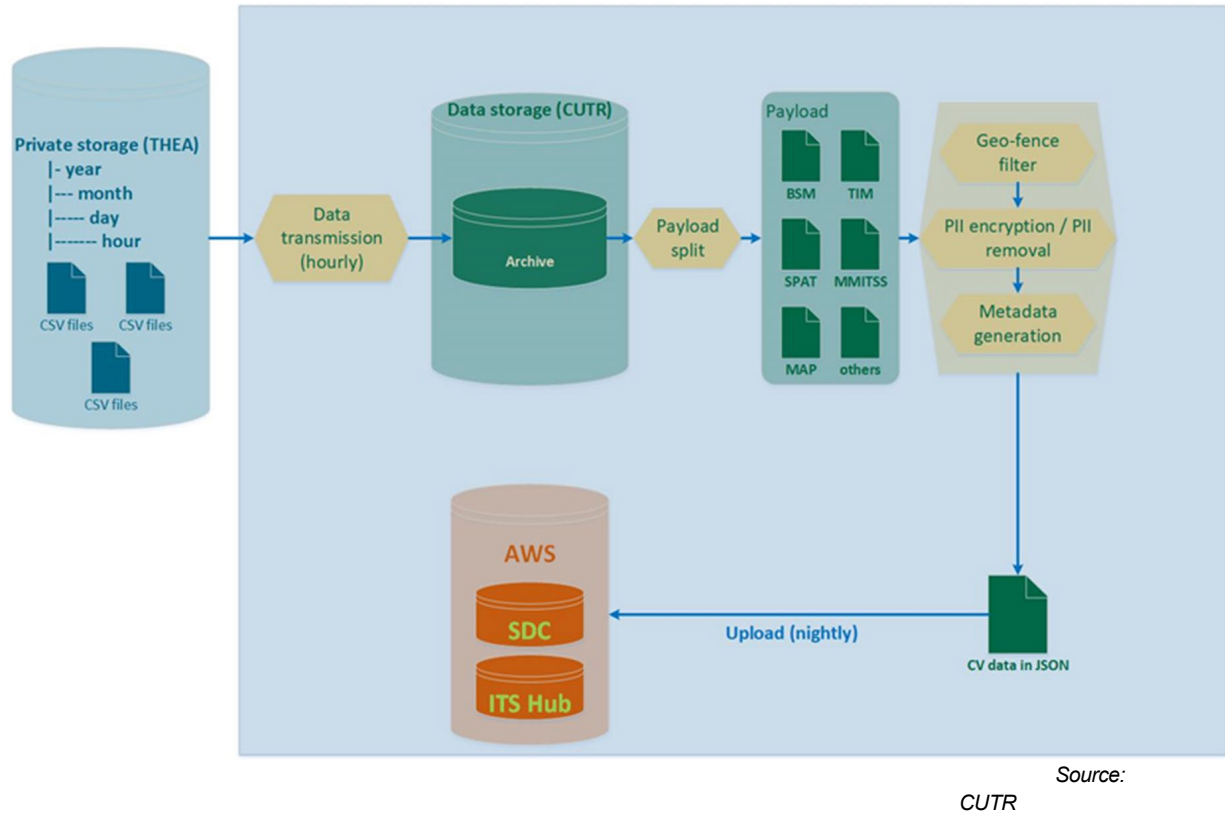 Private storage (THEA)
|- year
|--- month
|----- day
|------- hour
CSV files
CSV files
CSV files
Data
transmission
(hourly)
Data storage (CUTR)
Archive
Payload
split
Payload
BSM
TIM
SPAT
MMITSS
MAP
others
Geo-fence
filter
PII encryption / PII
removal
Metadata
generation
CV data in JSON
Upload (nightly)
AWS
SDC
ITS Hub
Source:
CUTR